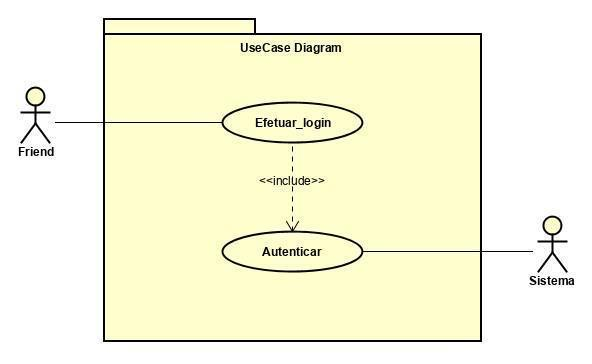 UseCase Diagram
Efetuar_login
Friend
<<include>>
Autenticar
Sistema